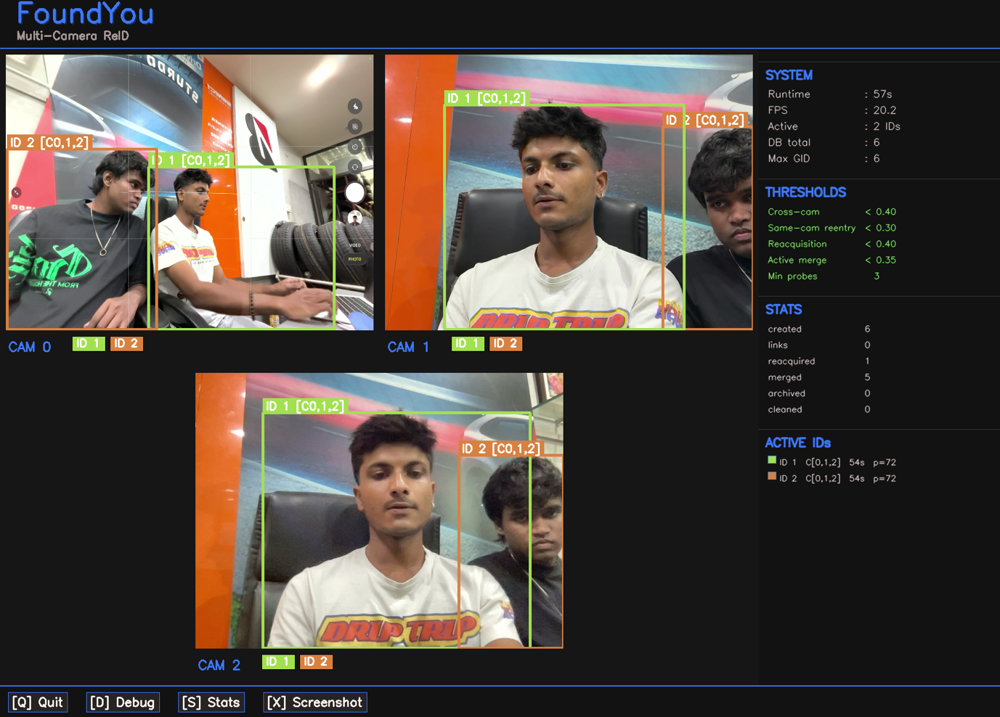 FoundYou
Multi-Camera ReID
STURDO
ID 2 [C0,1,2]
ID 1 [C0,1,2]
VIDEO
PHOTO
FROM THE
CAM 0
ID 1
ID 2
ID 1 [C0,1,2]
ID 2 [C0,1,2]
DRIP TRIP
CAM 1
ID 1
ID 2
ID 1 [C0,1,2]
ID 2 [C0,1,2]
DRIP TRIP
CAM 2
ID 1
ID 2
SYSTEM
Runtime : 57s
FPS : 20.2
Active : 2 IDs
DB total : 6
Max GID : 6
THRESHOLDS
Cross-cam < 0.40
Same-cam reentry < 0.30
Reacquisition < 0.40
Active merge < 0.35
Min probes 3
STATS
created 6
links 0
reacquired 1
merged 5
archived 0
cleaned 0
ACTIVE IDs
ID 1 C[0,1,2] 54s p=72
ID 2 C[0,1,2] 54s p=72
[Q] Quit
[D] Debug
[S] Stats
[X] Screenshot